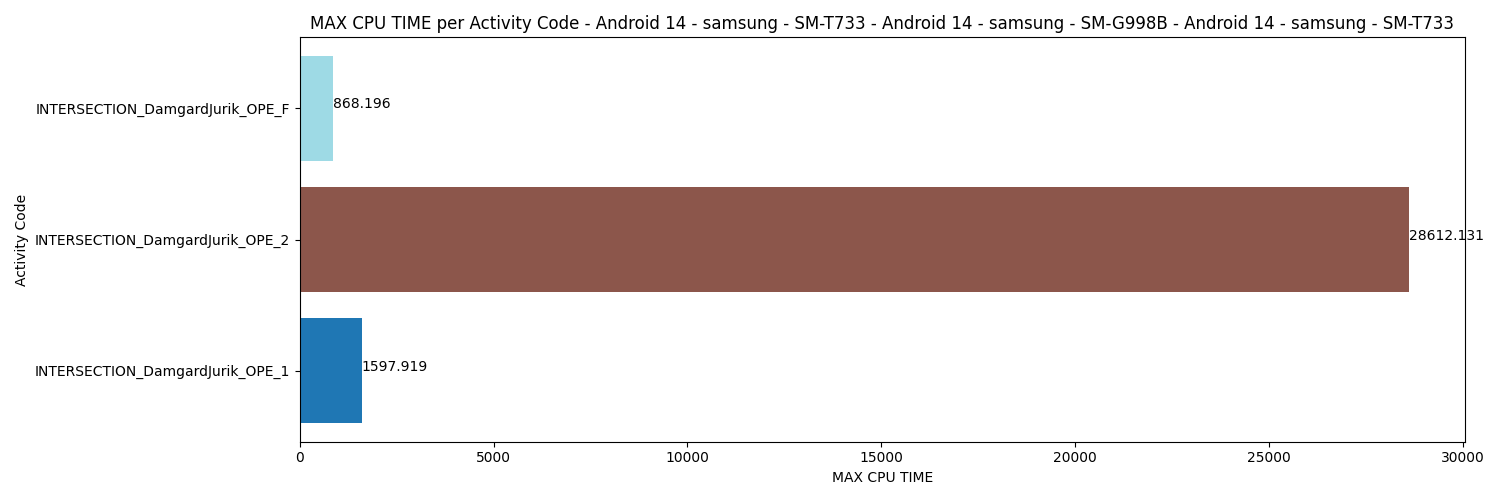 MAX CPU TIME per Activity Code - Android 14 - samsung - SM-T733 - Android 14 - samsung - SM-G998B - Android 14 - samsung - SM-T733
INTERSECTION_DamgardJurik_OPE_F
868.196
INTERSECTION_DamgardJurik_OPE_2
28612.131
INTERSECTION_DamgardJurik_OPE_1
1597.919
Activity Code
0 5000 10000 15000 20000 25000 30000
MAX CPU TIME